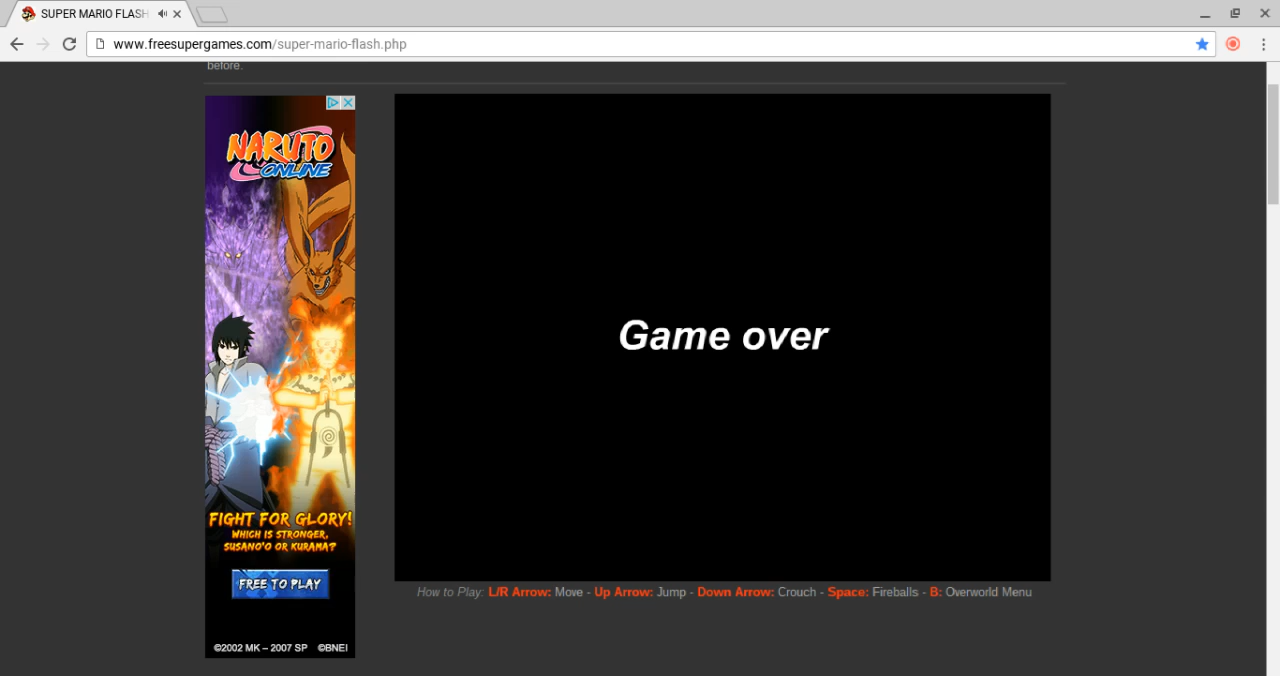 SUPER MARIO FLASH
www.freesupergames.com/super-mario-flash.php
before.
NARUTO
ONLINE
FIGHT FOR GLORY!
WHICH IS STRONGER,
SUSANO'O OR KURAMA?
FREE TO PLAY
©2002 MK – 2007 SP ©BNEI
Game over
How to Play: L/R Arrow: Move - Up Arrow: Jump - Down Arrow: Crouch - Space: Fireballs - B: Overworld Menu